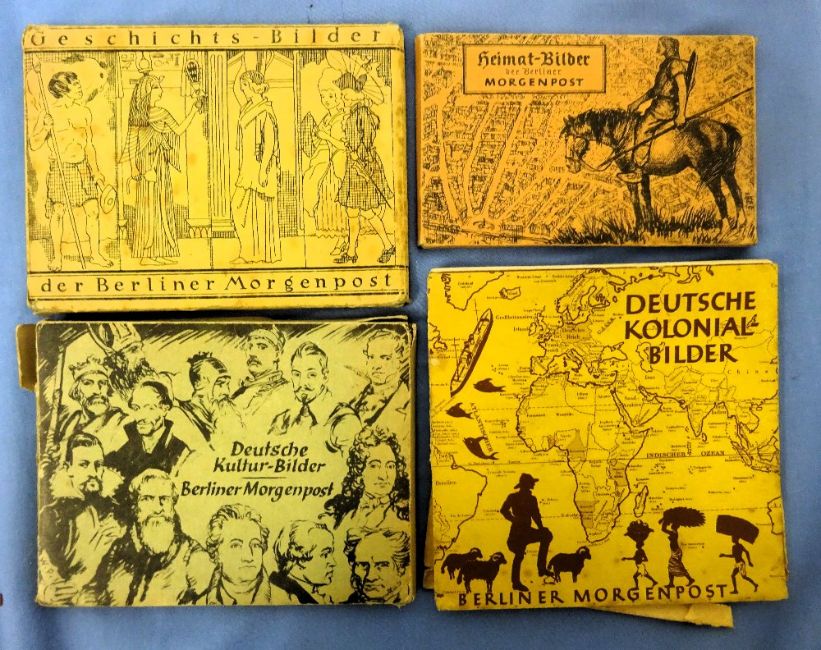 Geschichts-Bilder
der Berliner Morgenpost
Heimat-Bilder
der Berliner
MORGENPOST
Deutsche
Kultur-Bilder
Berliner Morgenpost
DEUTSCHE
KOLONIAL-
BILDER
INDISCHER OZEAN
BERLINER MORGENPOST